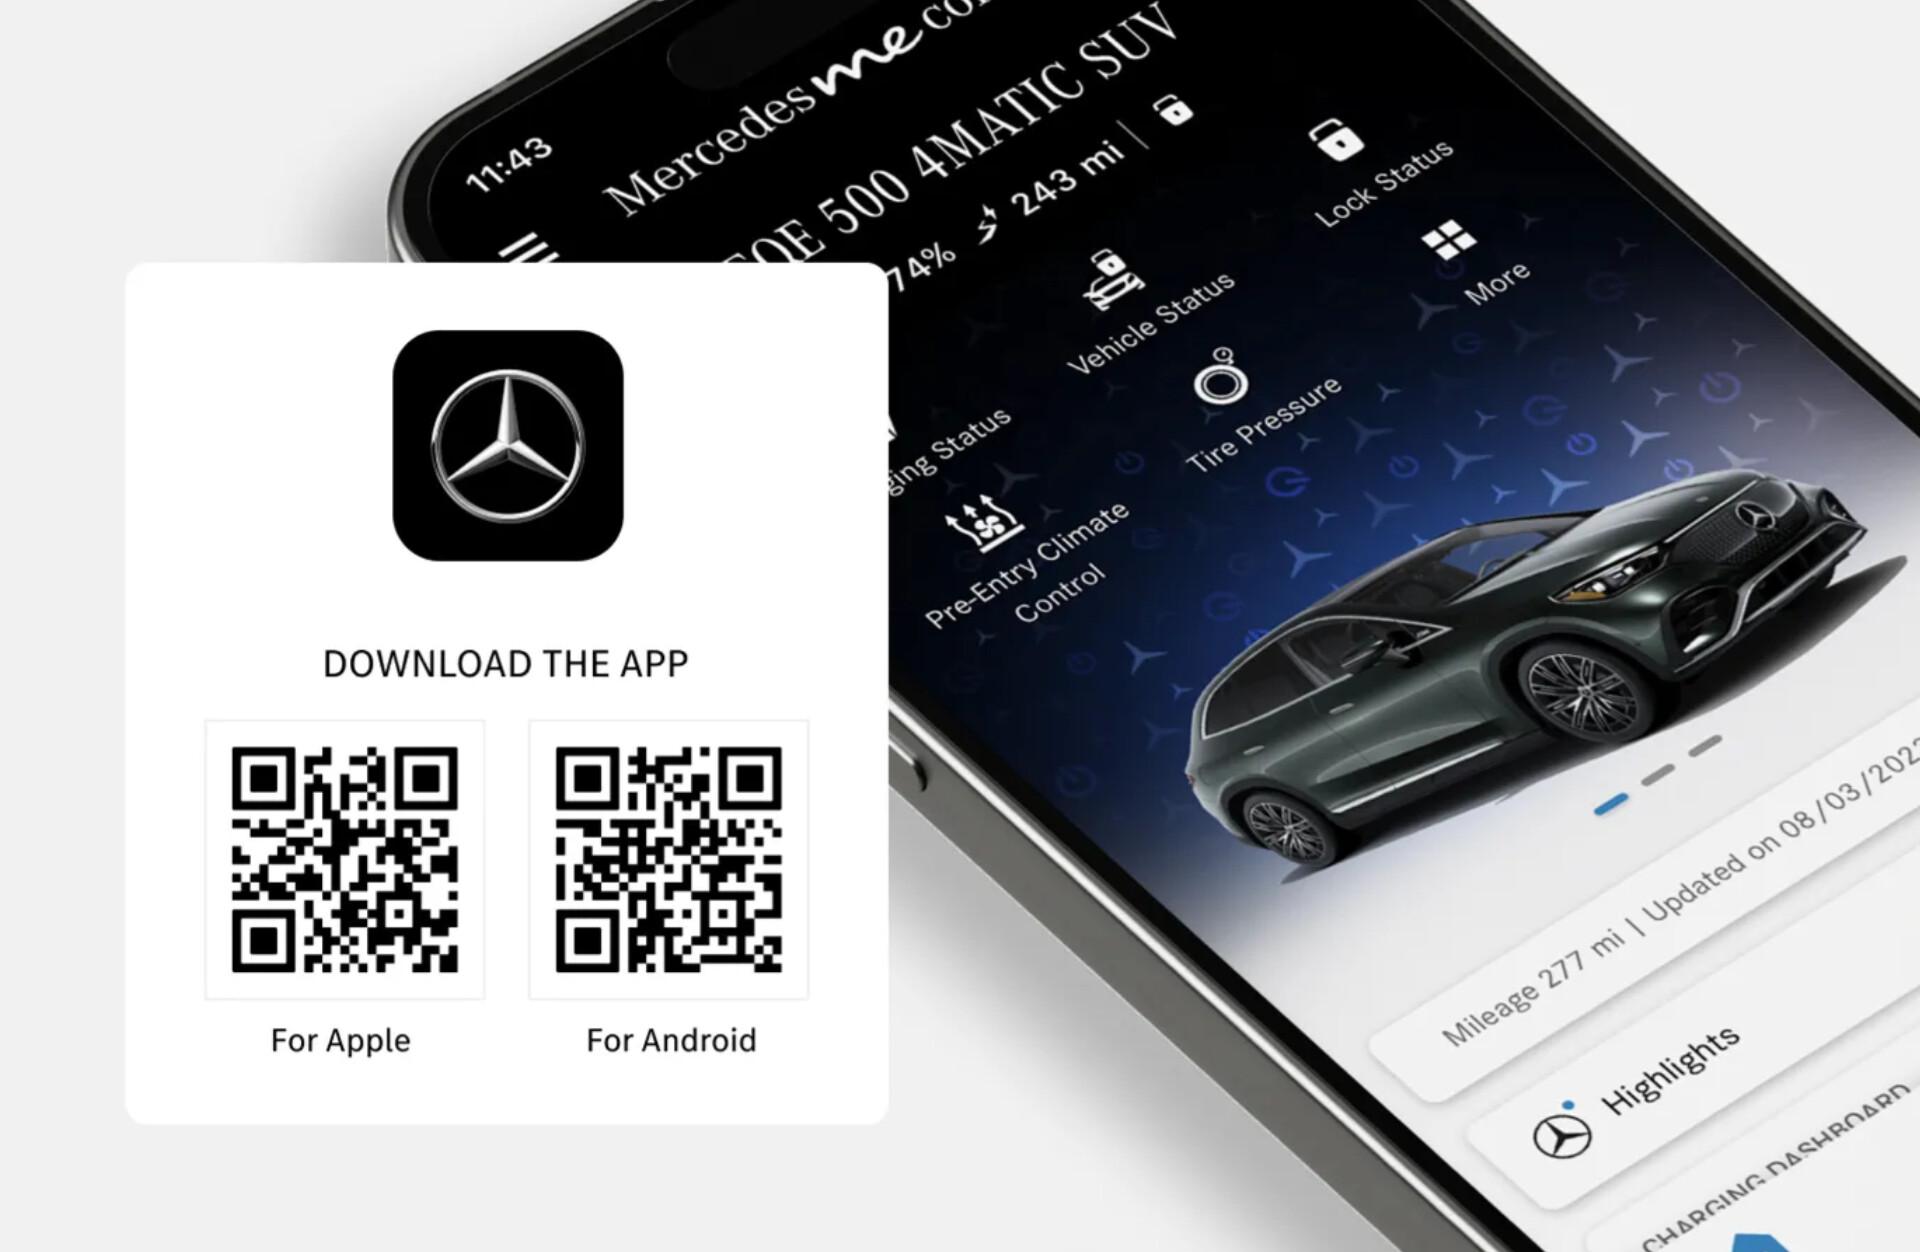 11:43
Mercedes me
EQE 500 4MATIC SUV
74% 243 mi
Lock Status
Vehicle Status
More
Status
Tire Pressure
Pre-Entry Climate
Control
Mileage 277 mi | Updated on 08/03/202
Highlights
CHARGING DASHBOARD
DOWNLOAD THE APP
For Apple
For Android